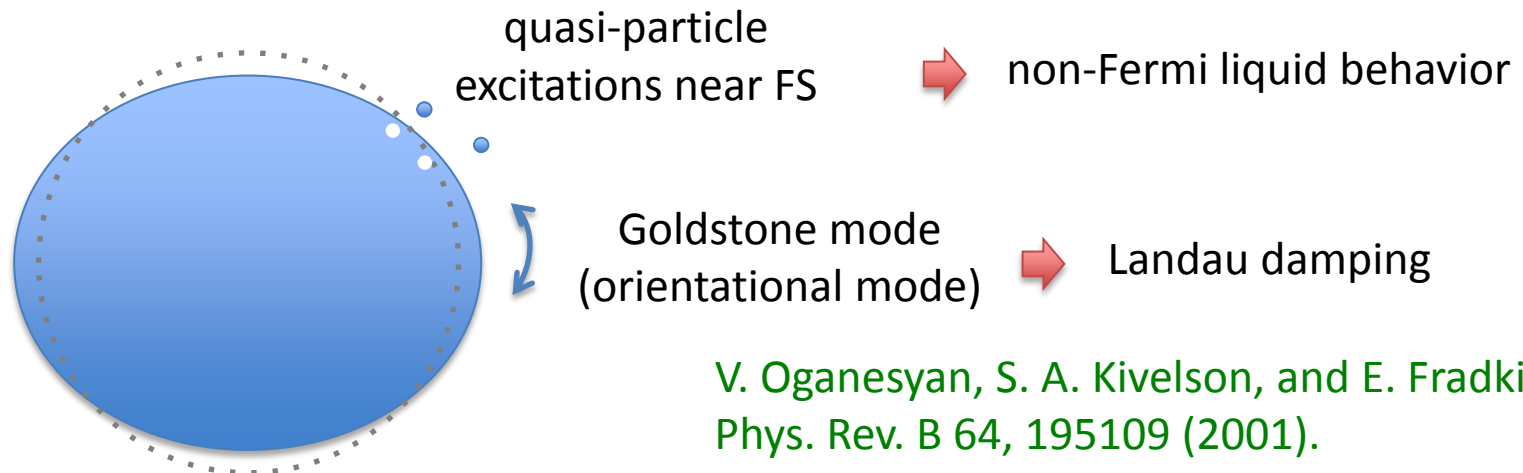 quasi-particle
excitations near FS
non-Fermi liquid behavior
Goldstone mode
(orientational mode)
Landau damping
V. Oganesyan, S. A. Kivelson, and E. Fradki
Phys. Rev. B 64, 195109 (2001).